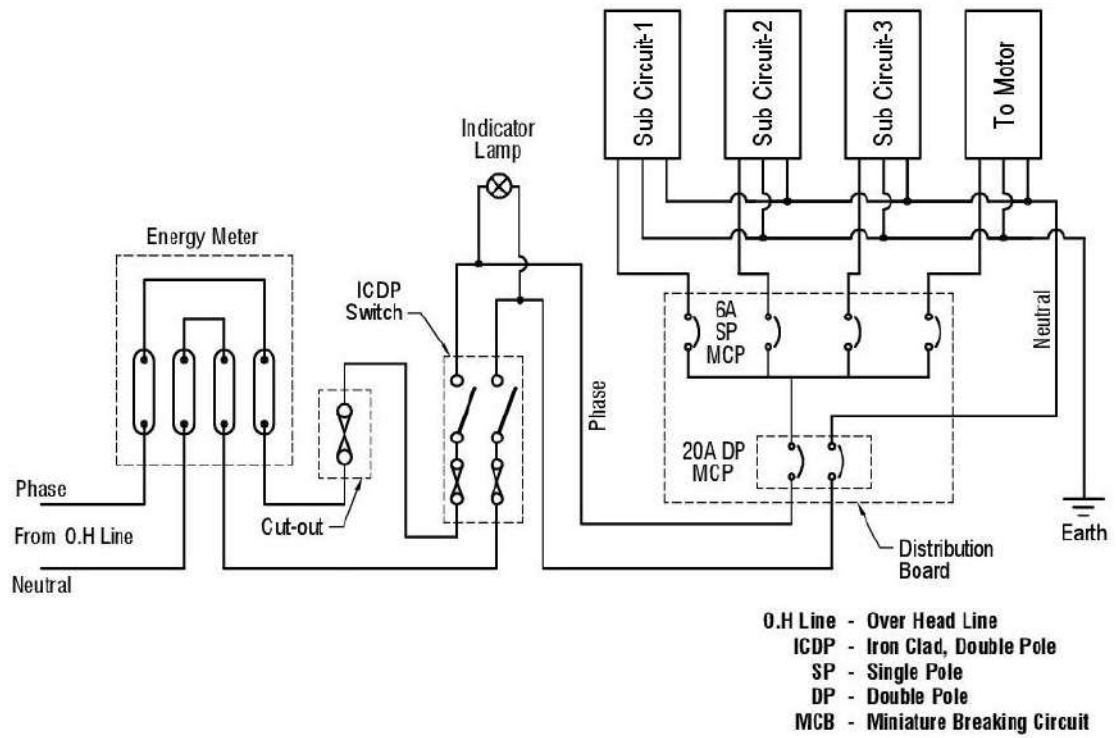 Sub Circuit-1
Sub Circuit-2
Sub Circuit-3
To Motor
Indicator
Lamp
Energy Meter
ICDP
Switch
6A
SP
MCP
Neutral
Phase
20A DP
MCP
Phase
From O.H Line
Neutral
Cut-out
Earth
Distribution
Board
O.H Line - Over Head Line
ICDP - Iron Clad, Double Pole
SP - Single Pole
DP - Double Pole
MCB - Miniature Breaking Circuit